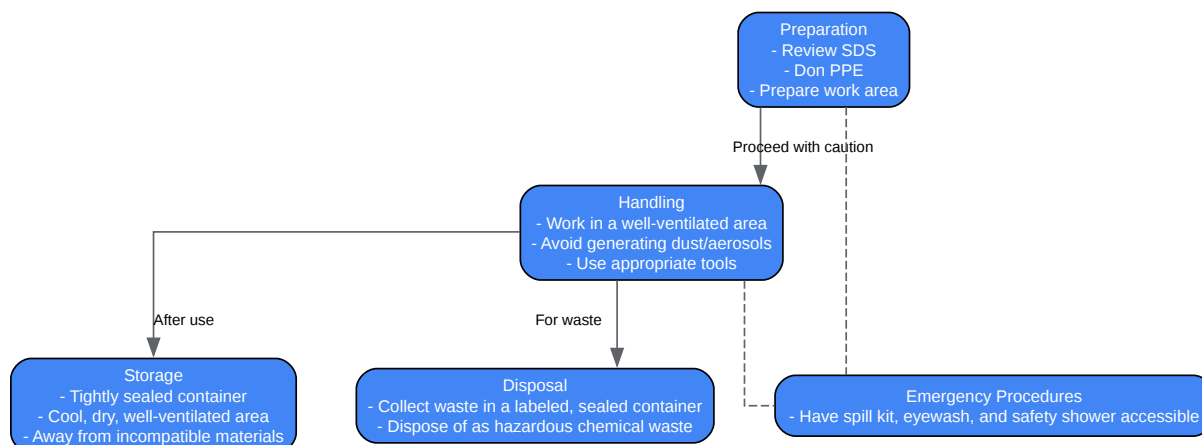 Preparation
- Review SDS
- Don PPE
- Prepare work area
Proceed with caution
Handling
- Work in a well-ventilated area
- Avoid generating dust/aerosols
- Use appropriate tools
After use
For waste
Storage
- Tightly sealed container
- Cool, dry, well-ventilated area
- Away from incompatible materials
Disposal
- Collect waste in a labeled, sealed container
- Dispose of as hazardous chemical waste
Emergency Procedures
- Have spill kit, eyewash, and safety shower accessible